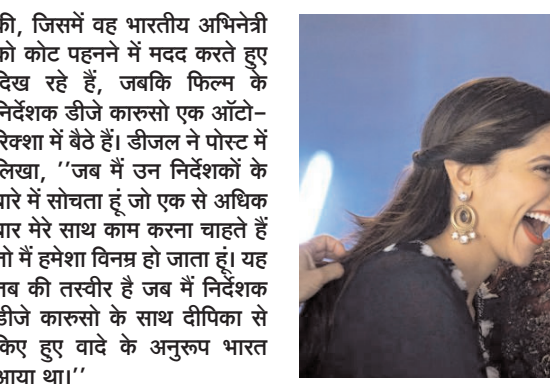 की, जिसमें वह भारतीय अभिनेत्री
को कोट पहनने में मदद करते हुए
दिख रहे हैं, जबकि फिल्म के
निर्देशक डीजे कारुसो एक ऑटो-
रिक्शा में बैठे हैं। डीजल ने पोस्ट में
लिखा, ''जब मैं उन निर्देशकों के
बारे में सोचता हूं जो एक से अधिक
बार मेरे साथ काम करना चाहते हैं
तो मैं हमेशा विनम्र हो जाता हूं। यह
तब की तस्वीर है जब मैं निर्देशक
डीजे कारुसो के साथ दीपिका से
किए हुए वादे के अनुरूप भारत
आया था।''